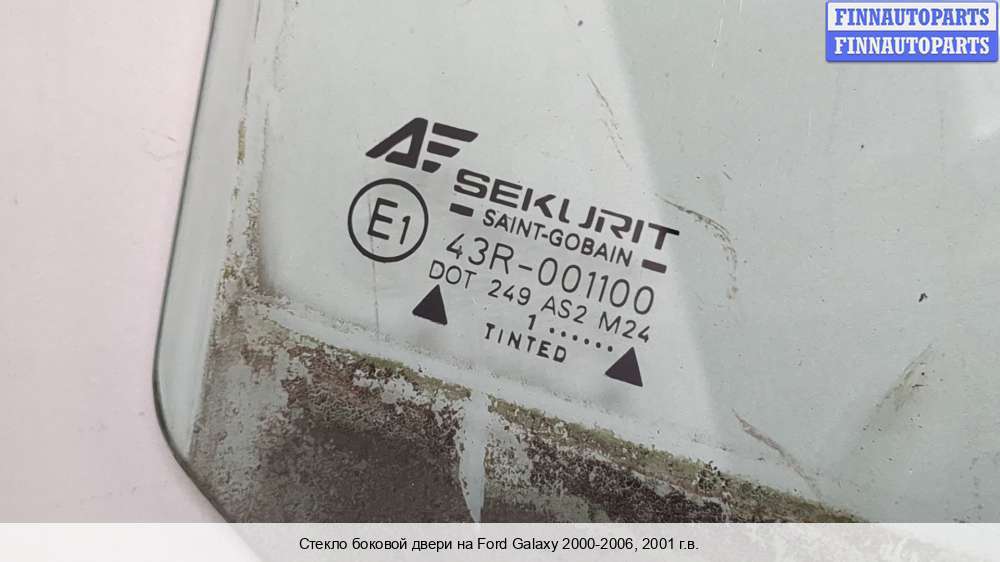 FINNAUTOPARTS
FINNAUTOPARTS
AE
SEKURIT
SAINT-GOBAIN
E1
43R-001100
DOT 249 AS2 M24
1 ......
TINTED
Стекло боковой двери на Ford Galaxy 2000-2006, 2001 г.в.